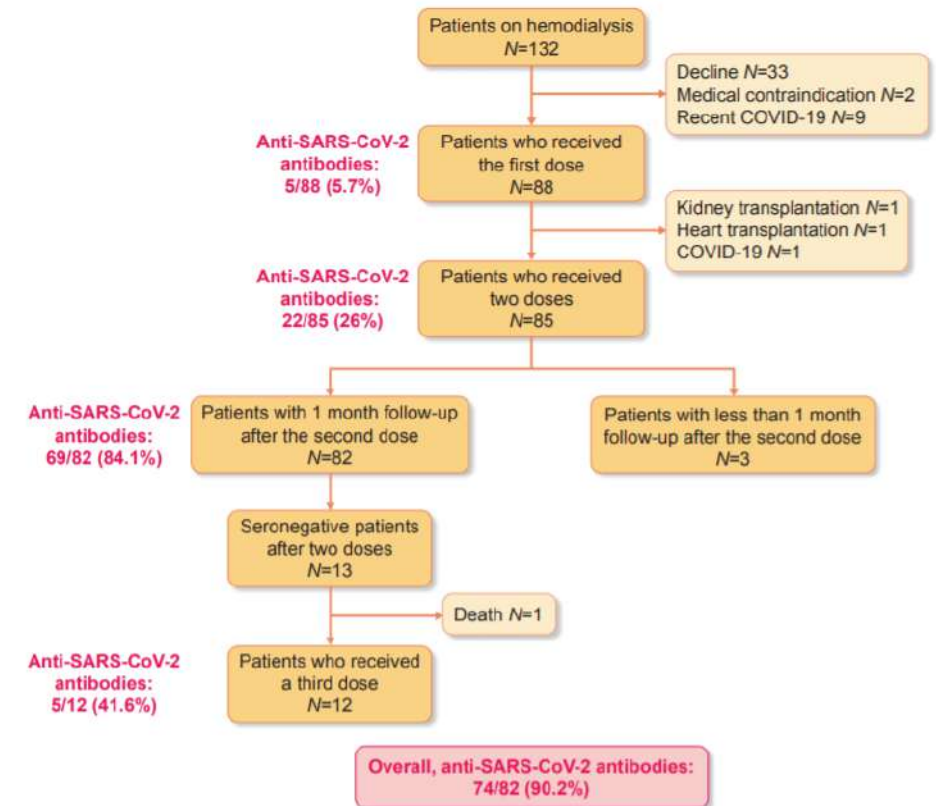 Patients on hemodialysis
N=132
Decline N=33
Medical contraindication N=2
Recent COVID-19 N=9
Anti-SARS-CoV-2
antibodies:
5/88 (5.7%)
Patients who received
the first dose
N=88
Kidney transplantation N=1
Heart transplantation N=1
COVID-19 N=1
Anti-SARS-CoV-2
antibodies:
22/85 (26%)
Patients who received
two doses
N=85
Anti-SARS-CoV-2
antibodies:
69/82 (84.1%)
Patients with 1 month follow-up
after the second dose
N=82
Patients with less than 1 month
follow-up after the second dose
N=3
Seronegative patients
after two doses
N=13
Death N=1
Anti-SARS-CoV-2
antibodies:
5/12 (41.6%)
Patients who received
a third dose
N=12
Overall, anti-SARS-CoV-2 antibodies:
74/82 (90.2%)